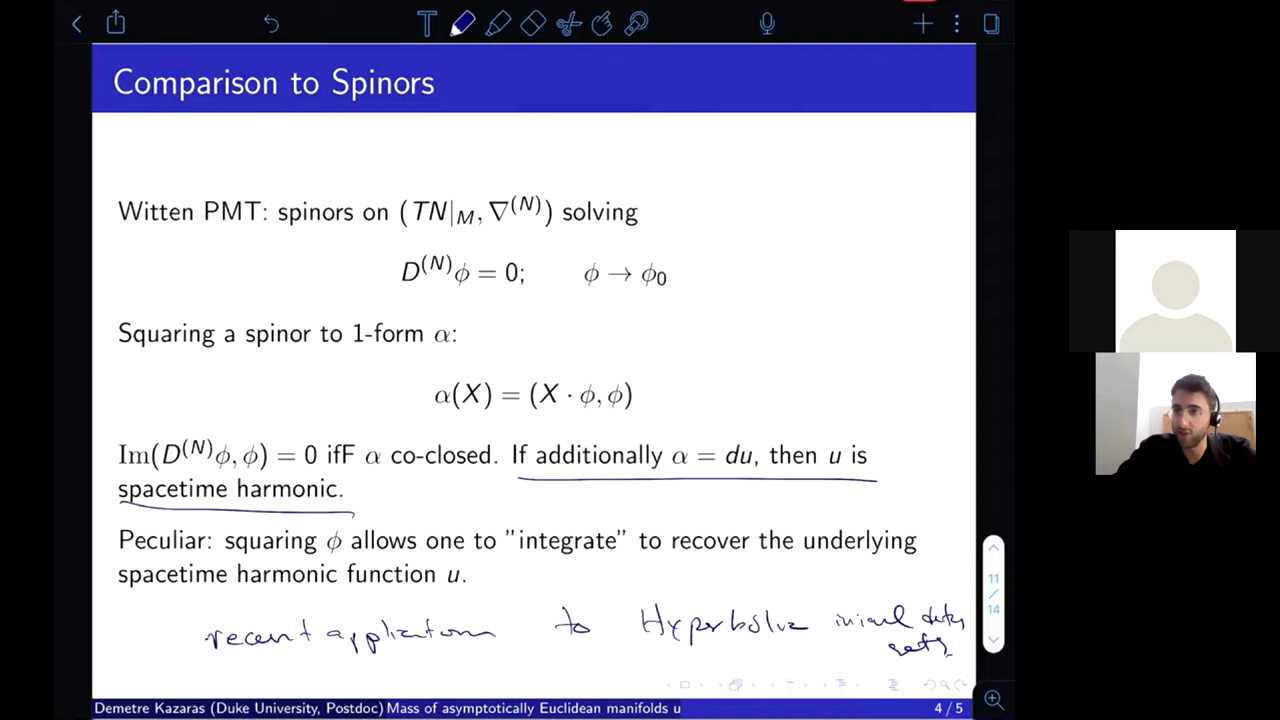 Comparison to Spinors
Witten PMT: spinors on (TN|_M, ∇^(N)) solving
D^(N)ϕ = 0; ϕ → ϕ₀
Squaring a spinor to 1-form α:
α(X) = (X · ϕ, ϕ)
Im(D^(N)ϕ, ϕ) = 0 ifF α co-closed. If additionally α = du, then u is
spacetime harmonic.
Peculiar: squaring ϕ allows one to "integrate" to recover the underlying
spacetime harmonic function u.
recent applications to Hyperbolic initial data
sets
11
/
14
Demetre Kazaras (Duke University, Postdoc) Mass of asymptotically Euclidean manifolds u
4 / 5